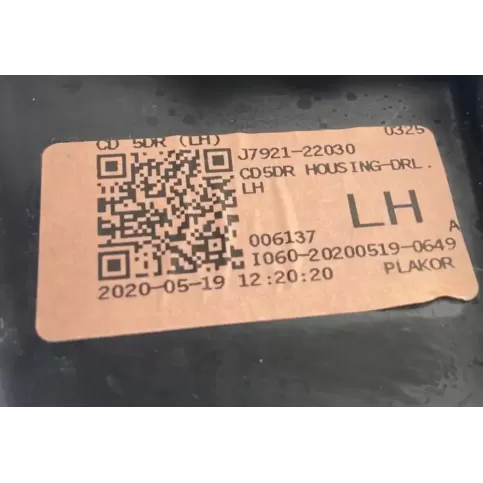 CD 5DR (LH)
0325
J7921-22030
CD5DR HOUSING-DRL.
LH
LH
006137
A
I060-20200519-0649
2020-05-19 12:20:20
PLAKOR